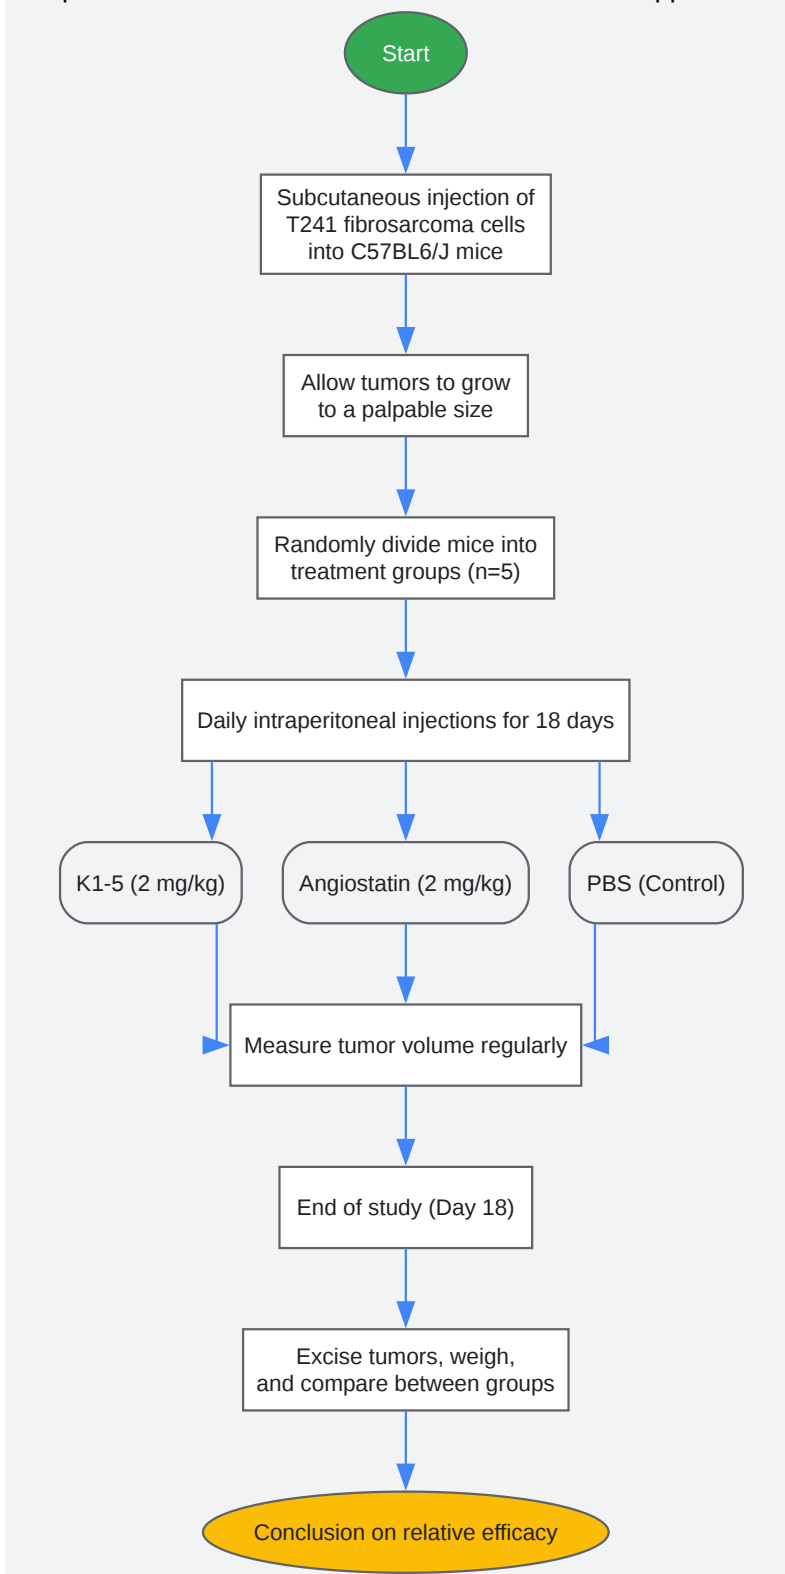 Start
Subcutaneous injection of
T241 fibrosarcoma cells
into C57BL6/J mice
Allow tumors to grow
to a palpable size
Randomly divide mice into
treatment groups (n=5)
Daily intraperitoneal injections for 18 days
K1-5 (2 mg/kg)
Angiostatin (2 mg/kg)
PBS (Control)
Measure tumor volume regularly
End of study (Day 18)
Excise tumors, weigh,
and compare between groups
Conclusion on relative efficacy